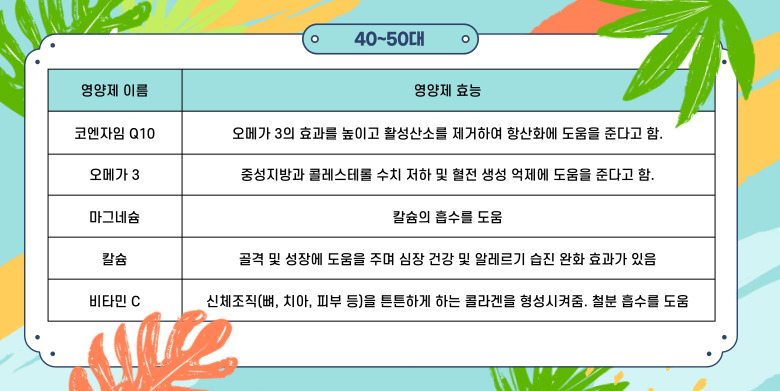 40~50대
영양제 이름 영양제 효능
코엔자임 Q10 오메가 3의 효과를 높이고 활성산소를 제거하여 항산화에 도움을 준다고 함.
오메가 3 중성지방과 콜레스테롤 수치 저하 및 혈전 생성 억제에 도움을 준다고 함.
마그네슘 칼슘의 흡수를 도움
칼슘 골격 및 성장에 도움을 주며 심장 건강 및 알레르기 습진 완화 효과가 있음
비타민 C 신체조직(뼈, 치아, 피부 등)을 튼튼하게 하는 콜라겐을 형성시켜줌. 철분 흡수를 도움